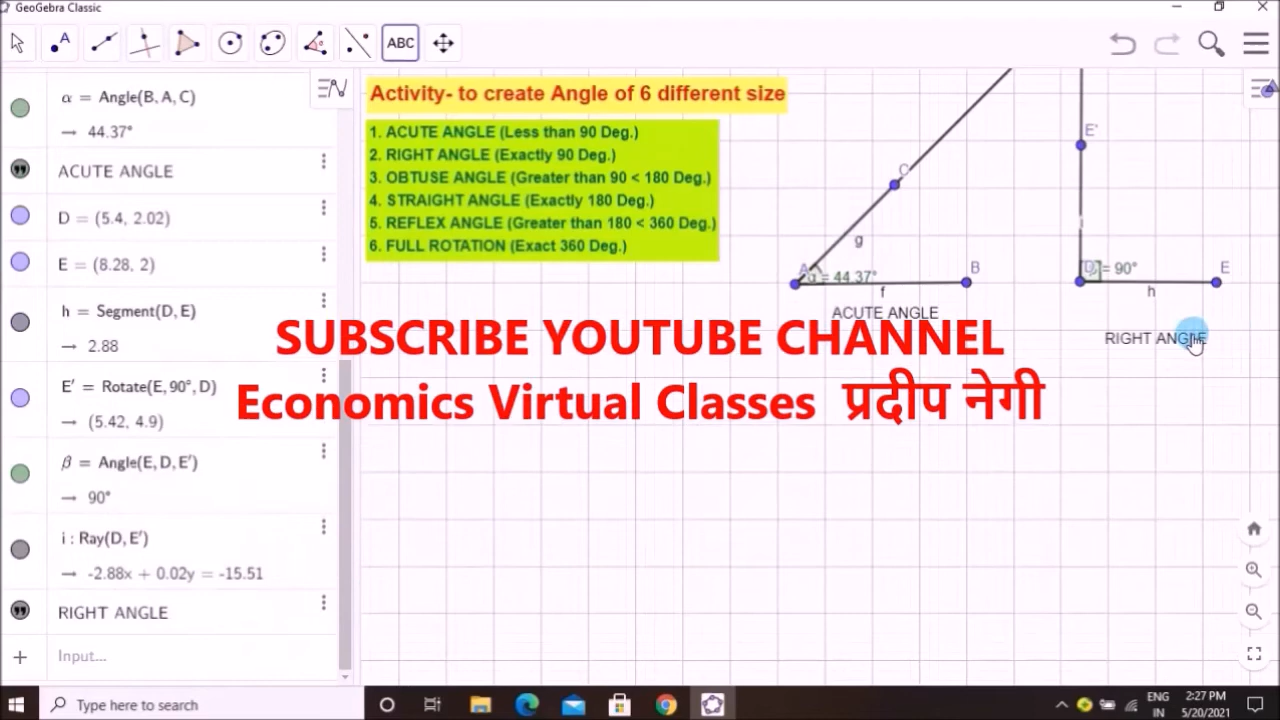 GeoGebra Classic
ABC
α = Angle(B, A, C)
→ 44.37°
ACUTE ANGLE
D = (5.4, 2.02)
E = (8.28, 2)
h = Segment(D, E)
→ 2.88
E′ = Rotate(E, 90°, D)
→ (5.42, 4.9)
β = Angle(E, D, E′)
→ 90°
i : Ray(D, E′)
→ -2.88x + 0.02y = -15.51
RIGHT ANGLE
Input...
Activity- to create Angle of 6 different size
1. ACUTE ANGLE (Less than 90 Deg.)
2. RIGHT ANGLE (Exactly 90 Deg.)
3. OBTUSE ANGLE (Greater than 90 < 180 Deg.)
4. STRAIGHT ANGLE (Exactly 180 Deg.)
5. REFLEX ANGLE (Greater than 180 < 360 Deg.)
6. FULL ROTATION (Exact 360 Deg.)
C
g
A
α = 44.37°
B
f
ACUTE ANGLE
E'
i
D
= 90°
E
h
RIGHT ANGLE
SUBSCRIBE YOUTUBE CHANNEL
Economics Virtual Classes प्रदीप नेगी
Type here to search
ENG
IN
2:27 PM
5/20/2021